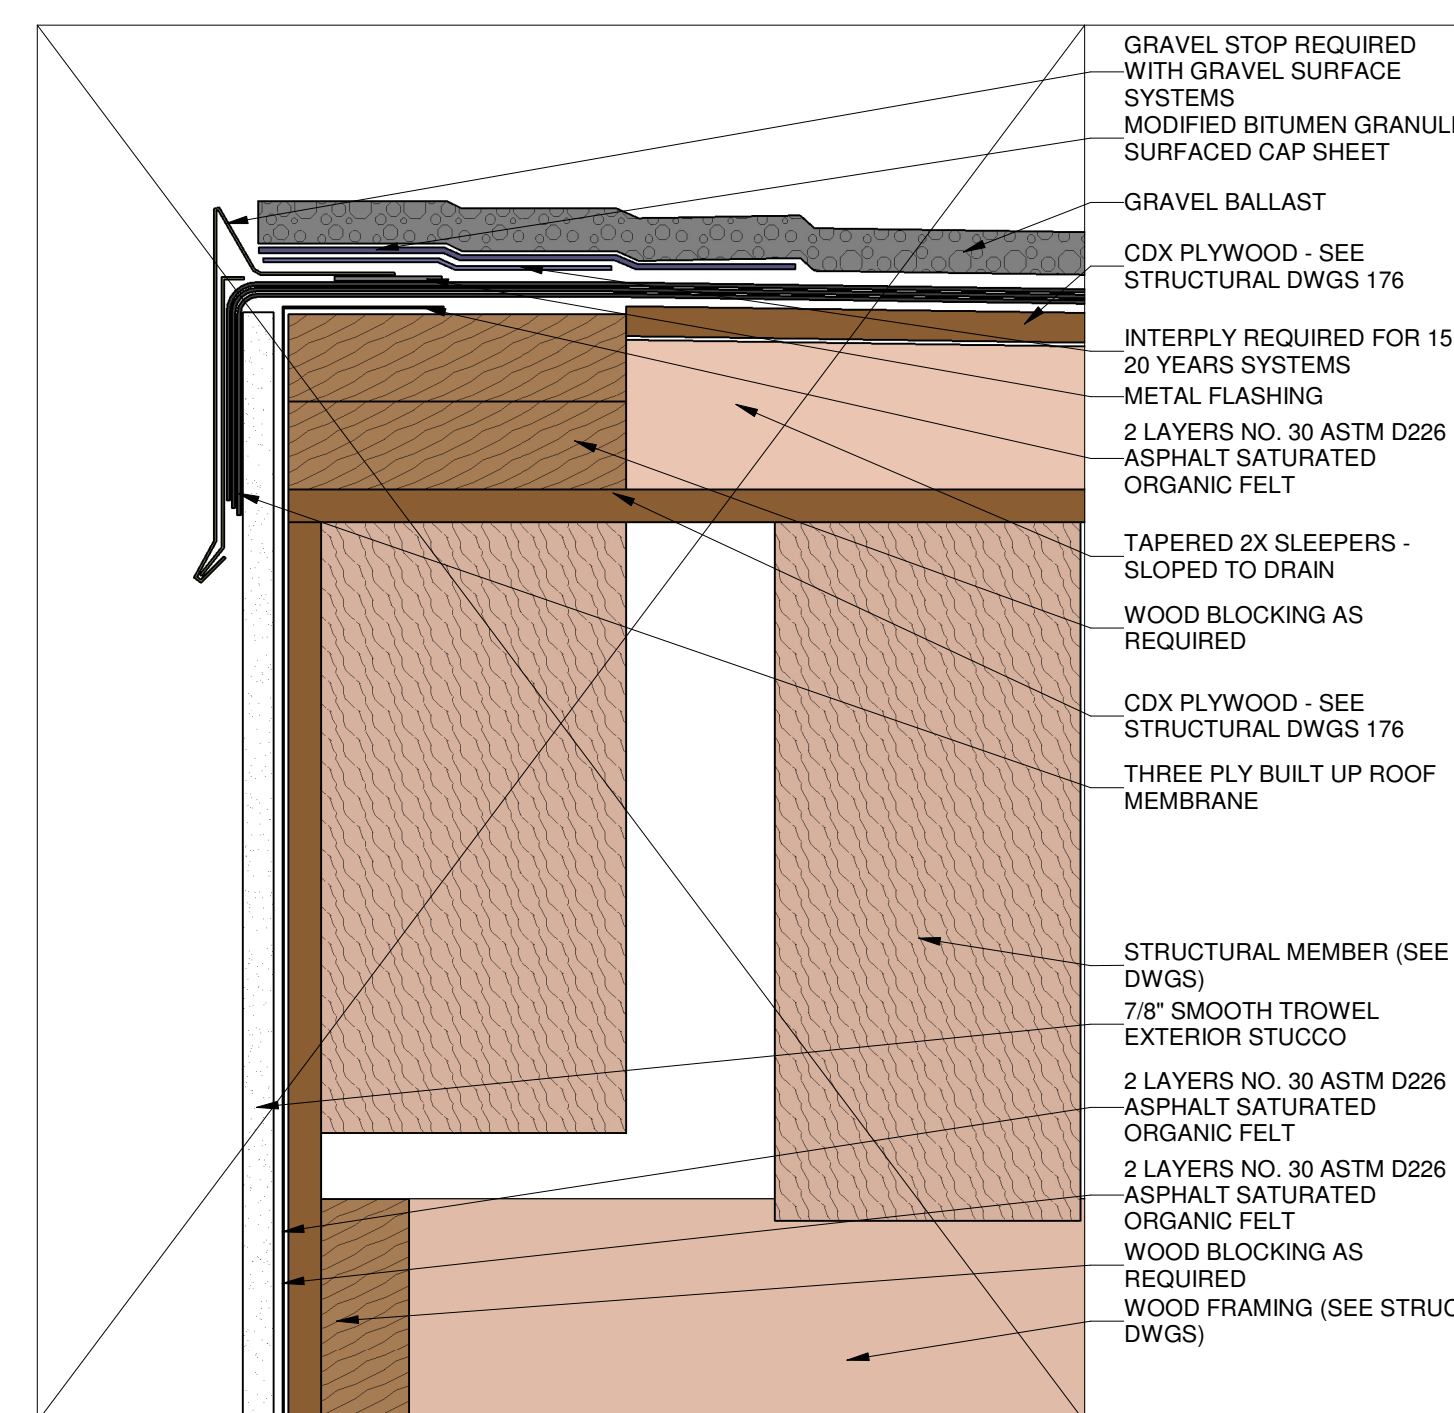 GRAVEL STOP REQUIRED
WITH GRAVEL SURFACE
SYSTEMS
MODIFIED BITUMEN
SURFACED CAP SHEET
GRAVEL BALLAST
CDX PLYWOOD - SEE
STRUCTURAL DWGS 176
INTERPLY REQUIRED FOR 15
20 YEARS SYSTEMS
METAL FLASHING
2 LAYERS NO. 30 ASTM D226
ASPHALT SATURATED
ORGANIC FELT
TAPERED 2X SLEEPERS -
SLOPED TO DRAIN
WOOD BLOCKING AS
REQUIRED
CDX PLYWOOD - SEE
STRUCTURAL DWGS 176
THREE PLY BUILT UP ROOF
MEMBRANE
STRUCTURAL MEMBER (SEE
DWGS)
7/8" SMOOTH TROWEL
EXTERIOR STUCCO
2 LAYERS NO. 30 ASTM D226
ASPHALT SATURATED
ORGANIC FELT
2 LAYERS NO. 30 ASTM D226
ASPHALT SATURATED
ORGANIC FELT
WOOD BLOCKING AS
REQUIRED
WOOD FRAMING (SEE
DWGS)